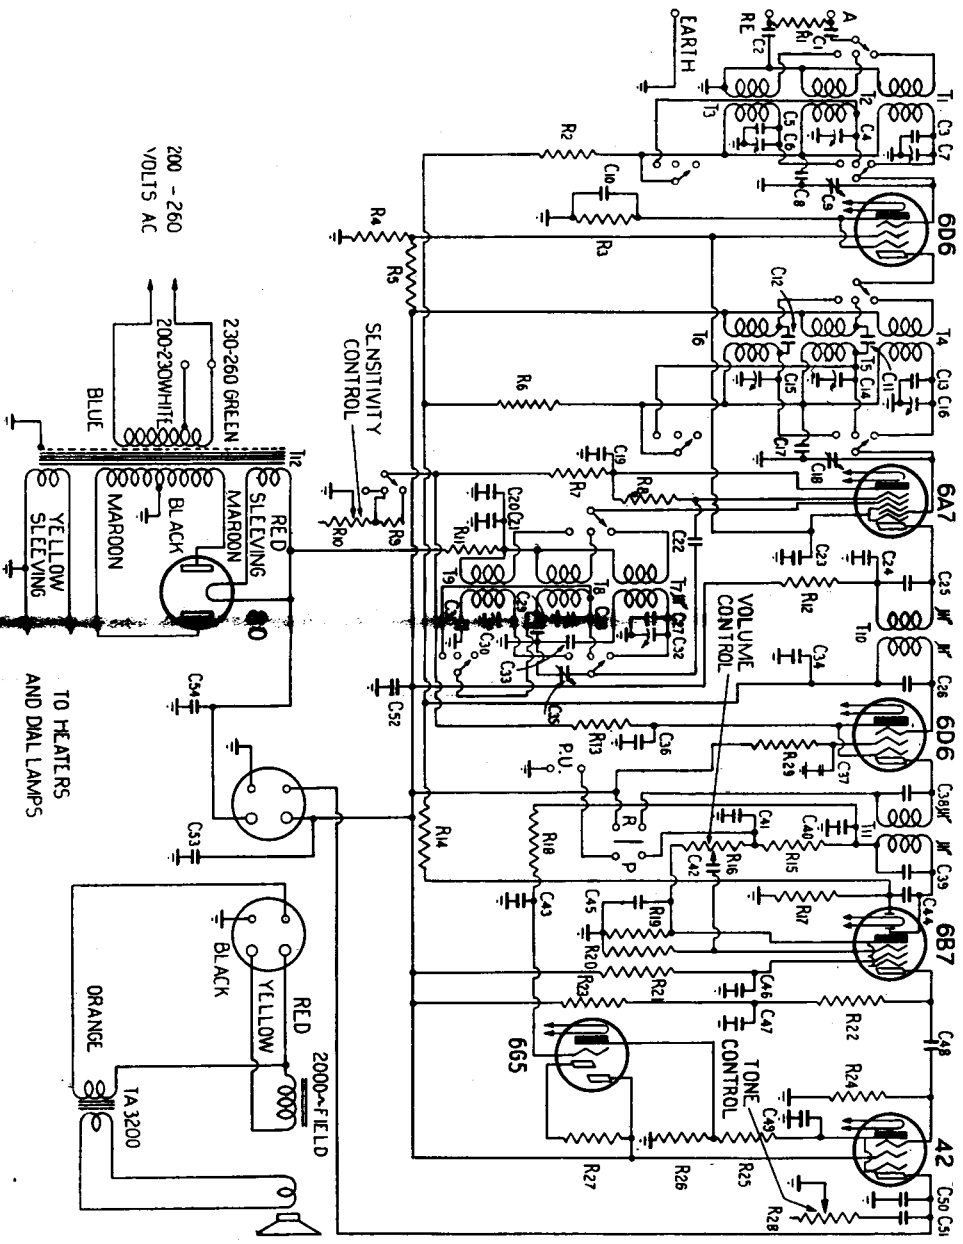 A
C1
R1
C2
RE
EARTH
T1
T2
T3
C3
C7
C4
C5
C6
C8
C9
6D6
R2
C10
R3
R4
R5
T4
T5
T6
C12
C11
C13
C16
C14
C15
C17
C18
6A7
R6
C19
R7
R8
SENSITIVITY
CONTROL
R9
R10
C20
C21
R11
C22
C23
C24
C25
R12
T7
T8
T9
C27
C32
C29
C30
C33
C35
T10
C34
C26
VOLUME
CONTROL
6D6
C52
R13
C36
R29
C37
C38
T11
C39
P.U.
R
P
C41
C40
R16
C42
R15
R14
R18
C43
C44
R17
6B7
C45
R19
R20
R21
R23
C46
C47
R22
C48
6G5
TONE
CONTROL
R24
C49
42
C50
C51
R25
R26
R27
R28
200 - 260
VOLTS AC
230-260 GREEN
200-230 WHITE
BLUE
T12
RED
SLEEVING
MAROON
BLACK
MAROON
YELLOW
SLEEVING
80
TO HEATERS
AND DIAL LAMPS
C54
C53
BLACK
YELLOW
RED
2000~FIELD
ORANGE
TA3200